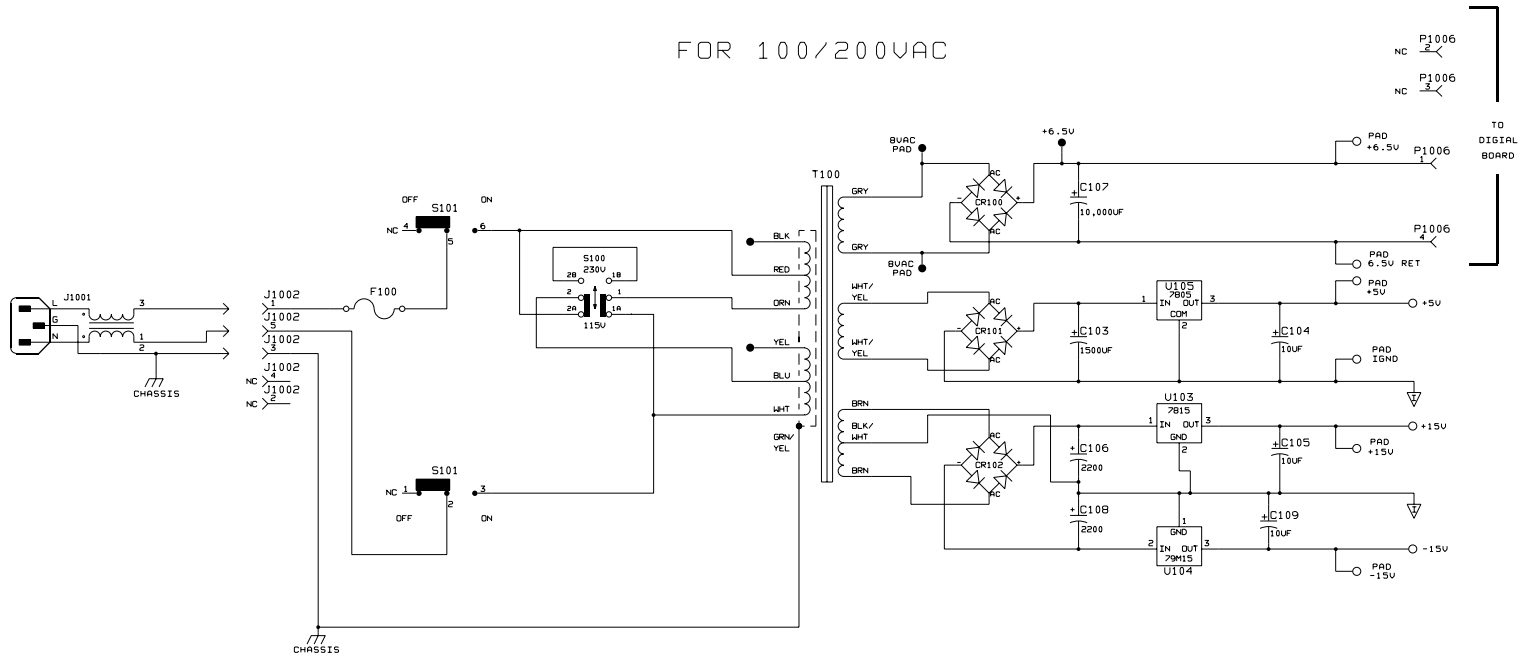 FOR 100/200VAC
P1006
NC 2
P1006
NC 3
TO
DIGIAL
BOARD
PAD
+6.5V
P1006
1
+6.5V
8VAC
PAD
T100
GRY
AC
- CR100 +
AC
+ C107
10,000UF
P1006
4
GRY
8VAC
PAD
PAD
6.5V RET
OFF ON
S101
NC 4 5 6
BLK
RED
ORN
S100
230V
2B 1B
2 1
2A 1A
115V
YEL
BLU
WHT
GRN/
YEL
J1001
L
G
N
3
1
2
CHASSIS
J1002
1
J1002
5
J1002
3
J1002
NC 4
J1002
NC 2
F100
WHT/
YEL
WHT/
YEL
AC
- CR101 +
AC
+ C103
1500UF
U105
7805
1 IN OUT 3
COM
2
PAD
+5V
+5V
+ C104
10UF
PAD
IGND
I
BRN
BLK/
WHT
BRN
AC
- CR102 +
AC
+ C106
2200
+ C108
2200
U103
7815
1 IN OUT 3
GND
2
+ C105
10UF
+15V
PAD
+15V
I
+ C109
10UF
1
GND
2 IN OUT 3
79M15
U104
-15V
PAD
-15V
S101
NC 1 2 3
OFF ON
CHASSIS